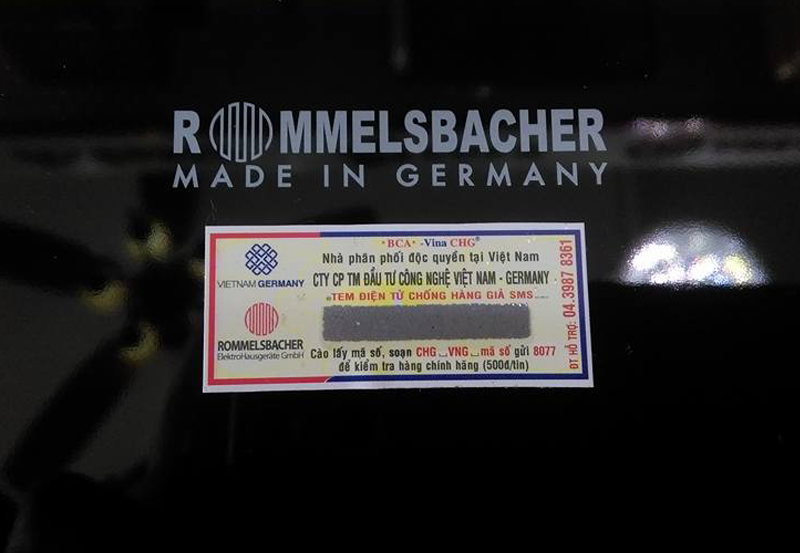 ROMMELSBACHER
MADE IN GERMANY
*BCA* -Vina CHG®
Nhà phân phối độc quyền tại Việt Nam
CTY CP TM ĐẦU TƯ CÔNG NGHỆ VIỆT NAM - GERMANY
TEM ĐIỆN TỬ CHỐNG HÀNG GIẢ SMS
Cào lấy mã số, soạn CHG_VNG_mã số gửi 8077
để kiểm tra hàng chính hãng (500đ/tin)
VIETNAM GERMANY
ROMMELSBACHER
ElektroHausgeräte GmbH
ĐT HỖ TRỢ: 04.3987 8361